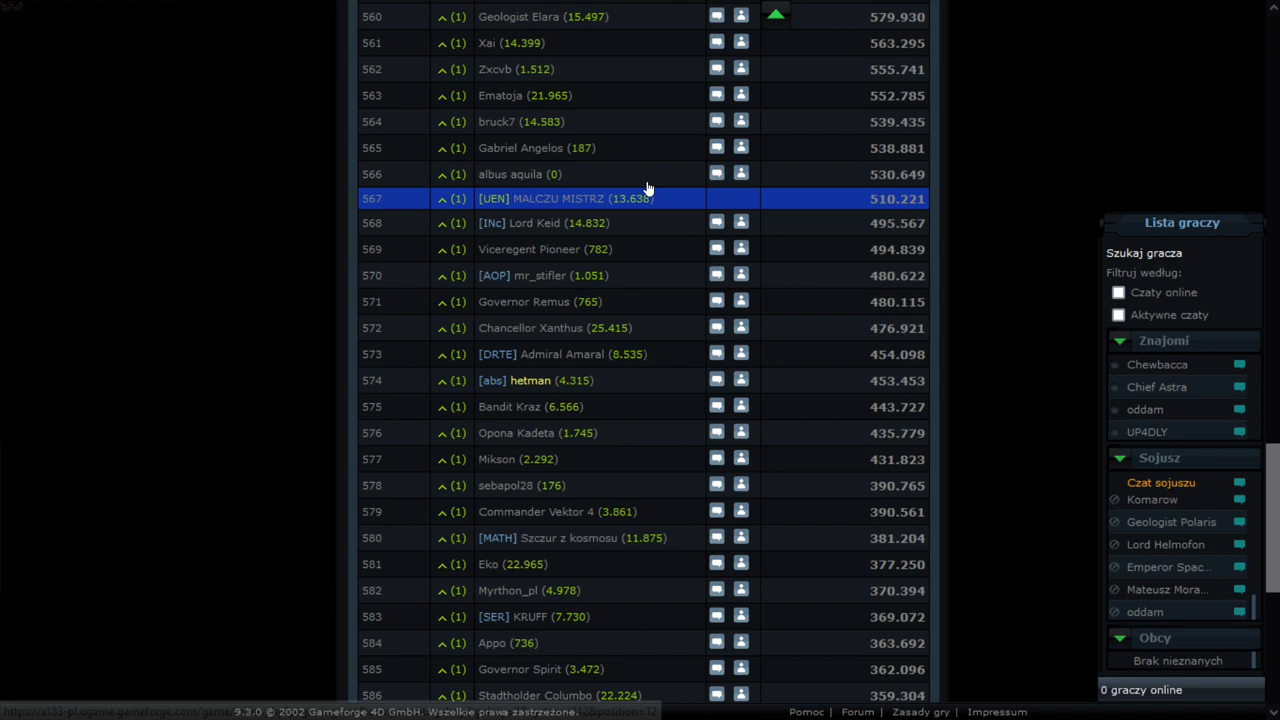 560 (1) Geologist Elara (15.497) 579.930
561 (1) Xai (14.399) 563.295
562 (1) Zxcvb (1.512) 555.741
563 (1) Ematoja (21.965) 552.785
564 (1) bruck7 (14.583) 539.435
565 (1) Gabriel Angelos (187) 538.881
566 (1) albus aquila (0) 530.649
567 (1) [UEN] MALCZU MISTRZ (13.638) 510.221
568 (1) [INc] Lord Keid (14.832) 495.567
569 (1) Viceregent Pioneer (782) 494.839
570 (1) [AOP] mr_stifler (1.051) 480.622
571 (1) Governor Remus (765) 480.115
572 (1) Chancellor Xanthus (25.415) 476.921
573 (1) [DRTE] Admiral Amaral (8.535) 454.098
574 (1) [abs] hetman (4.315) 453.453
575 (1) Bandit Kraz (6.566) 443.727
576 (1) Opona Kadeta (1.745) 435.779
577 (1) Mikson (2.292) 431.823
578 (1) sebapol28 (176) 390.765
579 (1) Commander Vektor 4 (3.861) 390.561
580 (1) [MATH] Szczur z kosmosu (11.875) 381.204
581 (1) Eko (22.965) 377.250
582 (1) Myrthon_pl (4.978) 370.394
583 (1) [SER] KRUFF (7.730) 369.072
584 (1) Appo (736) 363.692
585 (1) Governor Spirit (3.472) 362.096
586 (1) Stadtholder Columbo (22.224) 359.304
Lista graczy
Szukaj gracza
Filtruj według:
Czaty online
Aktywne czaty
Znajomi
Chewbacca
Chief Astra
oddam
UP4DLY
Sojusz
Czat sojuszu
Komarow
Geologist Polaris
Lord Helmofon
Emperor Spac...
Mateusz Mora...
oddam
Obcy
Brak nieznanych
0 graczy online
9.3.0 © 2002 Gameforge 4D GmbH. Wszelkie prawa zastrzeżone.
Pomoc | Forum | Zasady gry | Impressum